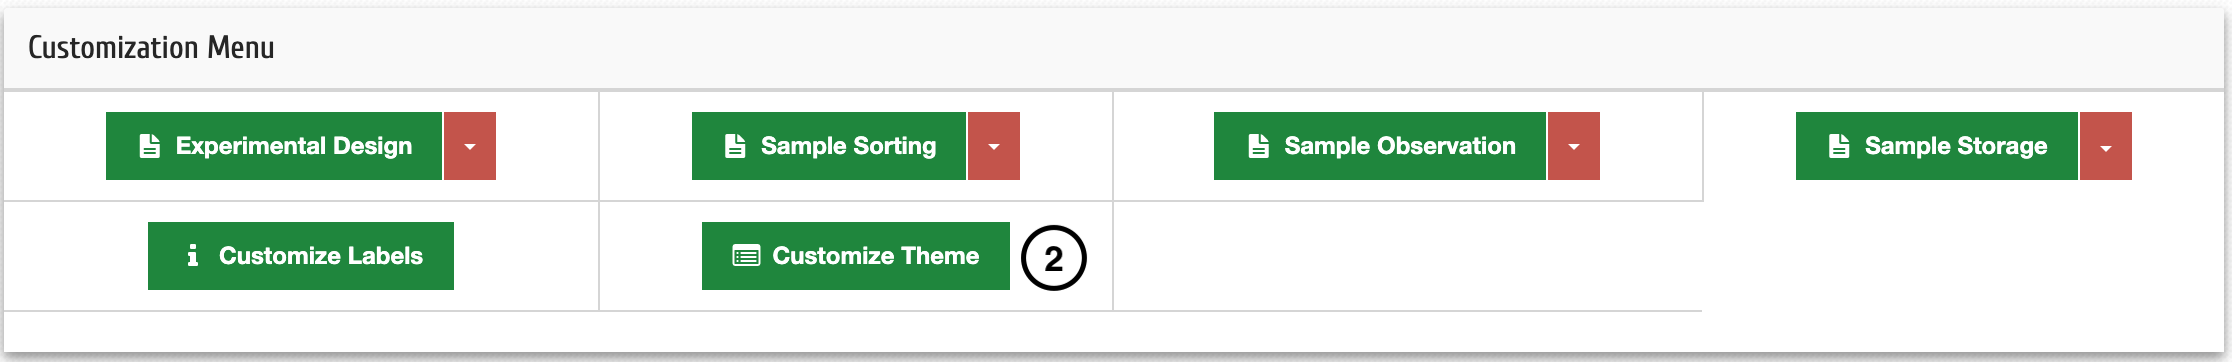 Customization Menu
Experimental Design
Sample Sorting
Sample Observation
Sample Storage
Customize Labels
Customize Theme
2